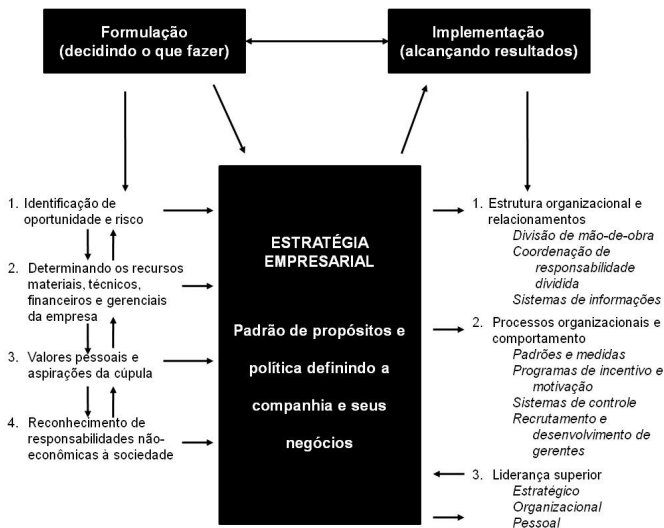 Formulação
(decidindo o que fazer)
Implementação
(alcançando resultados)
1. Identificação de
oportunidade e risco
2. Determinando os recursos
materiais, técnicos,
financeiros e gerenciais
da empresa
3. Valores pessoais e
aspirações da cúpula
4. Reconhecimento de
responsabilidades não-
econômicas à sociedade
ESTRATÉGIA
EMPRESARIAL
Padrão de propósitos e
política definindo a
companhia e seus
negócios
1. Estrutura organizacional e
relacionamentos
Divisão de mão-de-obra
Coordenação de
responsabilidade
dividida
Sistemas de informações
2. Processos organizacionais e
comportamento
Padrões e medidas
Programas de incentivo e
motivação
Sistemas de controle
Recrutamento e
desenvolvimento de
gerentes
3. Liderança superior
Estratégico
Organizacional
Pessoal